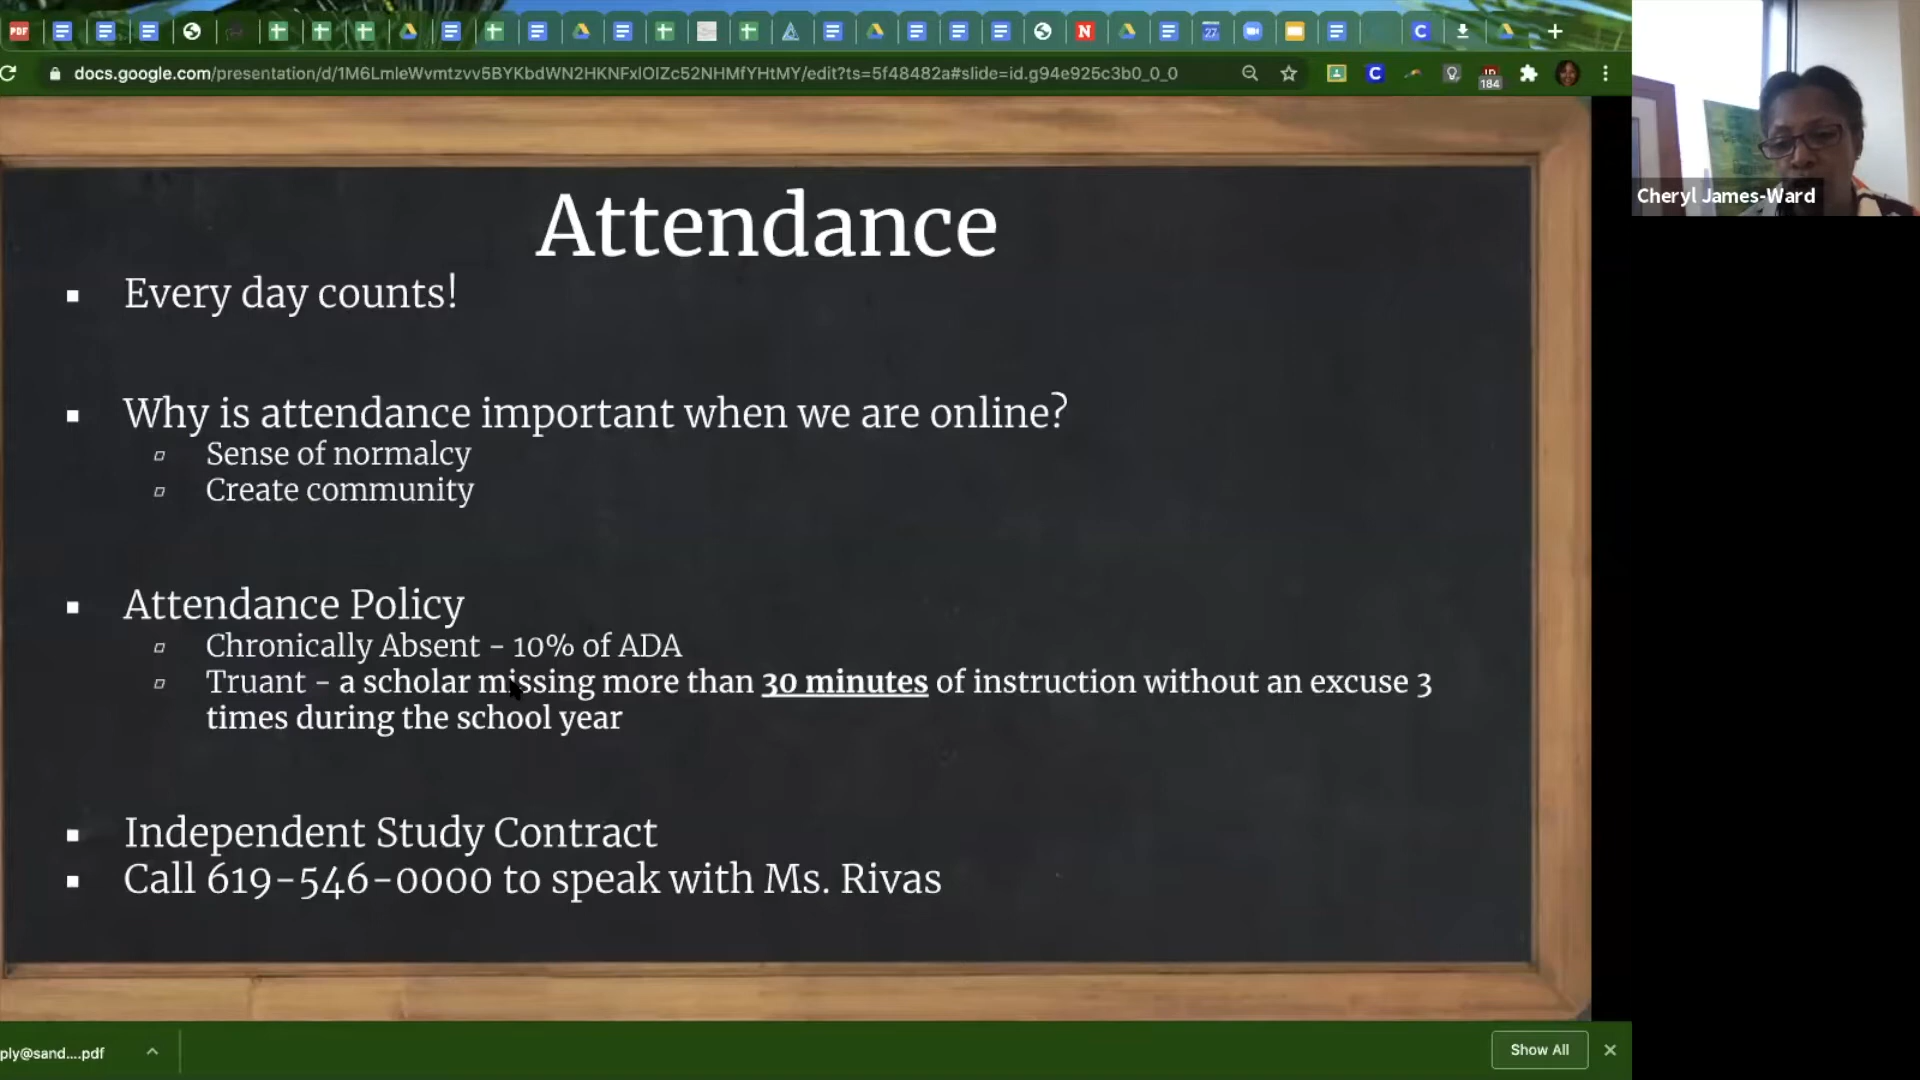 PDF
N
27
C
docs.google.com/presentation/d/1M6LmleWvmtzvv5BYKbdWN2HKNFxlOIZc52NHMfYHtMY/edit?ts=5f48482a#slide=id.g94e925c3b0_0_0
C
184
Cheryl James-Ward
Attendance
Every day counts!
Why is attendance important when we are online?
Sense of normalcy
Create community
Attendance Policy
Chronically Absent - 10% of ADA
Truant - a scholar missing more than 30 minutes of instruction without an excuse 3
times during the school year
Independent Study Contract
Call 619-546-0000 to speak with Ms. Rivas
ply@sand....pdf
Show All